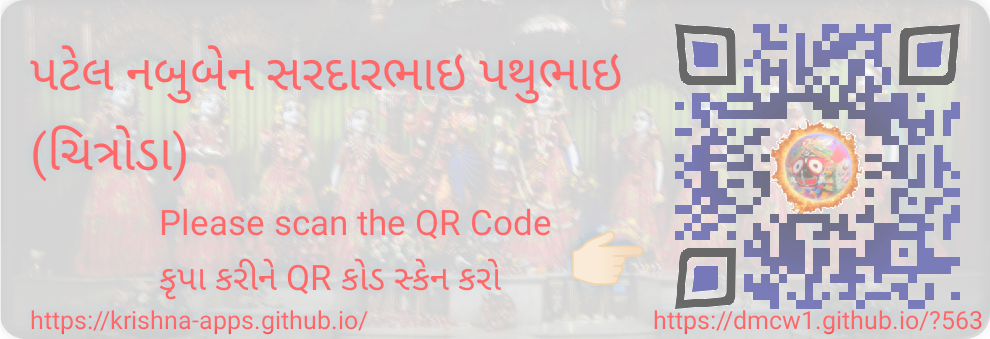 પટેલ નબુબેન સરદારભાઇ પથુભાઇ
(ચિત્રોડા)
Please scan the QR Code
કૃપા કરીને QR કોડ સ્કેન કરો
https://krishna-apps.github.io/
https://dmcw1.github.io/?563